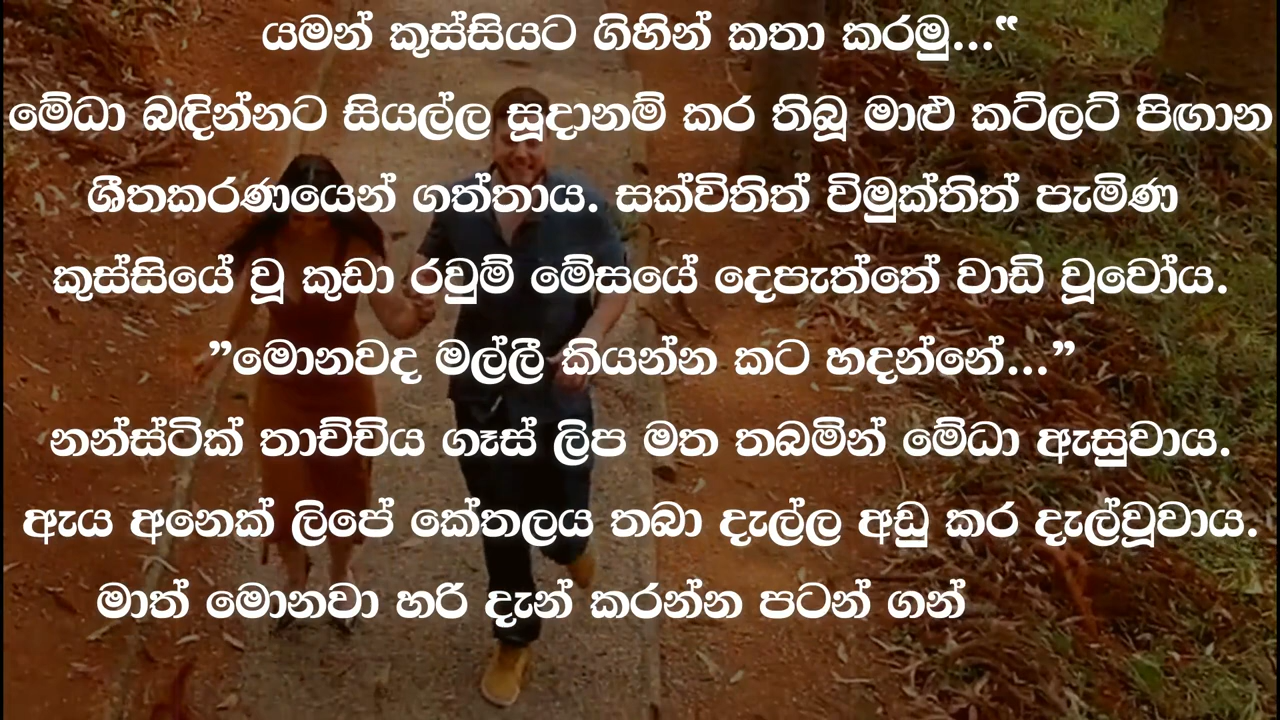 යමන් කුස්සියට ගිහින් කතා කරමු...“
මේධා බඳින්නට සියල්ල සූදානම් කර තිබූ මාළු කට්ලට් පිඟාන
ශීතකරණයෙන් ගත්තාය. සක්විතිත් විමුක්තිත් පැමිණ
කුස්සියේ වූ කුඩා රවුම් මේසයේ දෙපැත්තේ වාඩි වූවෝය.
”මොනවද මල්ලී කියන්න කට හදන්නේ...”
නන්ස්ටික් තාච්චිය ගෑස් ලිප මත තබමින් මේධා ඇසුවාය.
ඇය අනෙක් ලිපේ කේතලය තබා දැල්ල අඩු කර දැල්වූවාය.
මාත් මොනවා හරි දැන් කරන්න පටන් ගන්